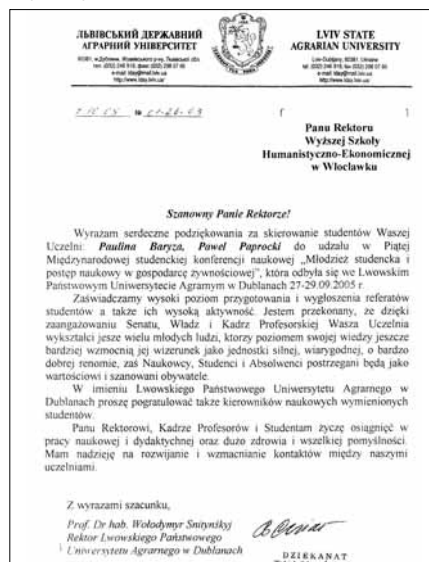 ЛЬВІВСЬКИЙ ДЕРЖАВНИЙ
АГРАРНИЙ УНІВЕРСИТЕТ
LVIV STATE
AGRARIAN UNIVERSITY
Panu Rektoru
Wyższej Szkoły
Humanistyczno-Ekonomicznej
w Włocławku
Szanowny Panie Rektorze!
Wyrażam serdeczne podziękowania za skierowanie studentów Waszej
Uczelni: Paulina Baryza, Paweł Paprocki do udziału w Piątej
Międzynarodowej studenckiej konferencji naukowej „Młodzież studencka i
postęp naukowy w gospodarcę żywnościowej", która odbyła się we Lwowskim
Państwowym Uniwersytecie Agrarnym w Dublanach 27-29.09.2005 r.
Zaświadczamy wysoki poziom przygotowania i wygłoszenia referatów
studentów a także ich wysoką aktywność. Jestem przekonany, że dzięki
zaangażowaniu Senatu, Władz i Kadrz Profesorskiej Wasza Uczelnia
wykształci jesze wielu młodych ludzi, ktorzy poziomem swojej wiedzy jeszcze
bardziej wzmocnią jej wizerunek jako jednostki silnej, wiarygodnej, o bardzo
dobrej renomie, zaś Naukowcy, Studenci i Absolwenci postrzegani będą jako
wartościowi i szanowani obywatele.
W imieniu Lwowskiego Państwowego Uniwersytetu Agrarnego w
Dublanach proszę pogratulować także kierowników naukowych wymienionych
studentów.
Panu Rektorowi, Kadrze Profesorów i Studentam życzę osiągnięć w
pracy naukowej i dydaktycznej oraz dużo zdrowia i wszelkiej pomyślności.
Mam nadzieję na rozwijanie i wzmacnianie kontaktów między naszymi
uczelniami.
Z wyrazami szacunku,
Prof. Dr hab. Wołodymyr Snitynśkyj
Rektor Lwowskiego Państwowego
Uniwersytetu Agrarnego w Dublanach
DZIEKANAT